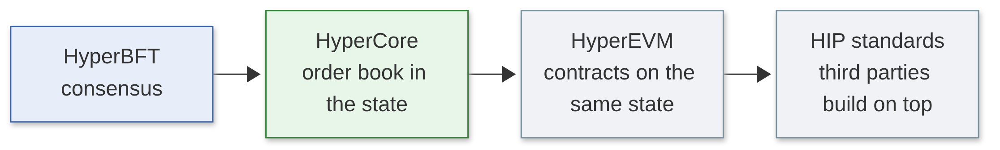 HyperBFT
consensus
HyperCore
order book in
the state
HyperEVM
contracts on the
same state
HIP standards
third parties
build on top